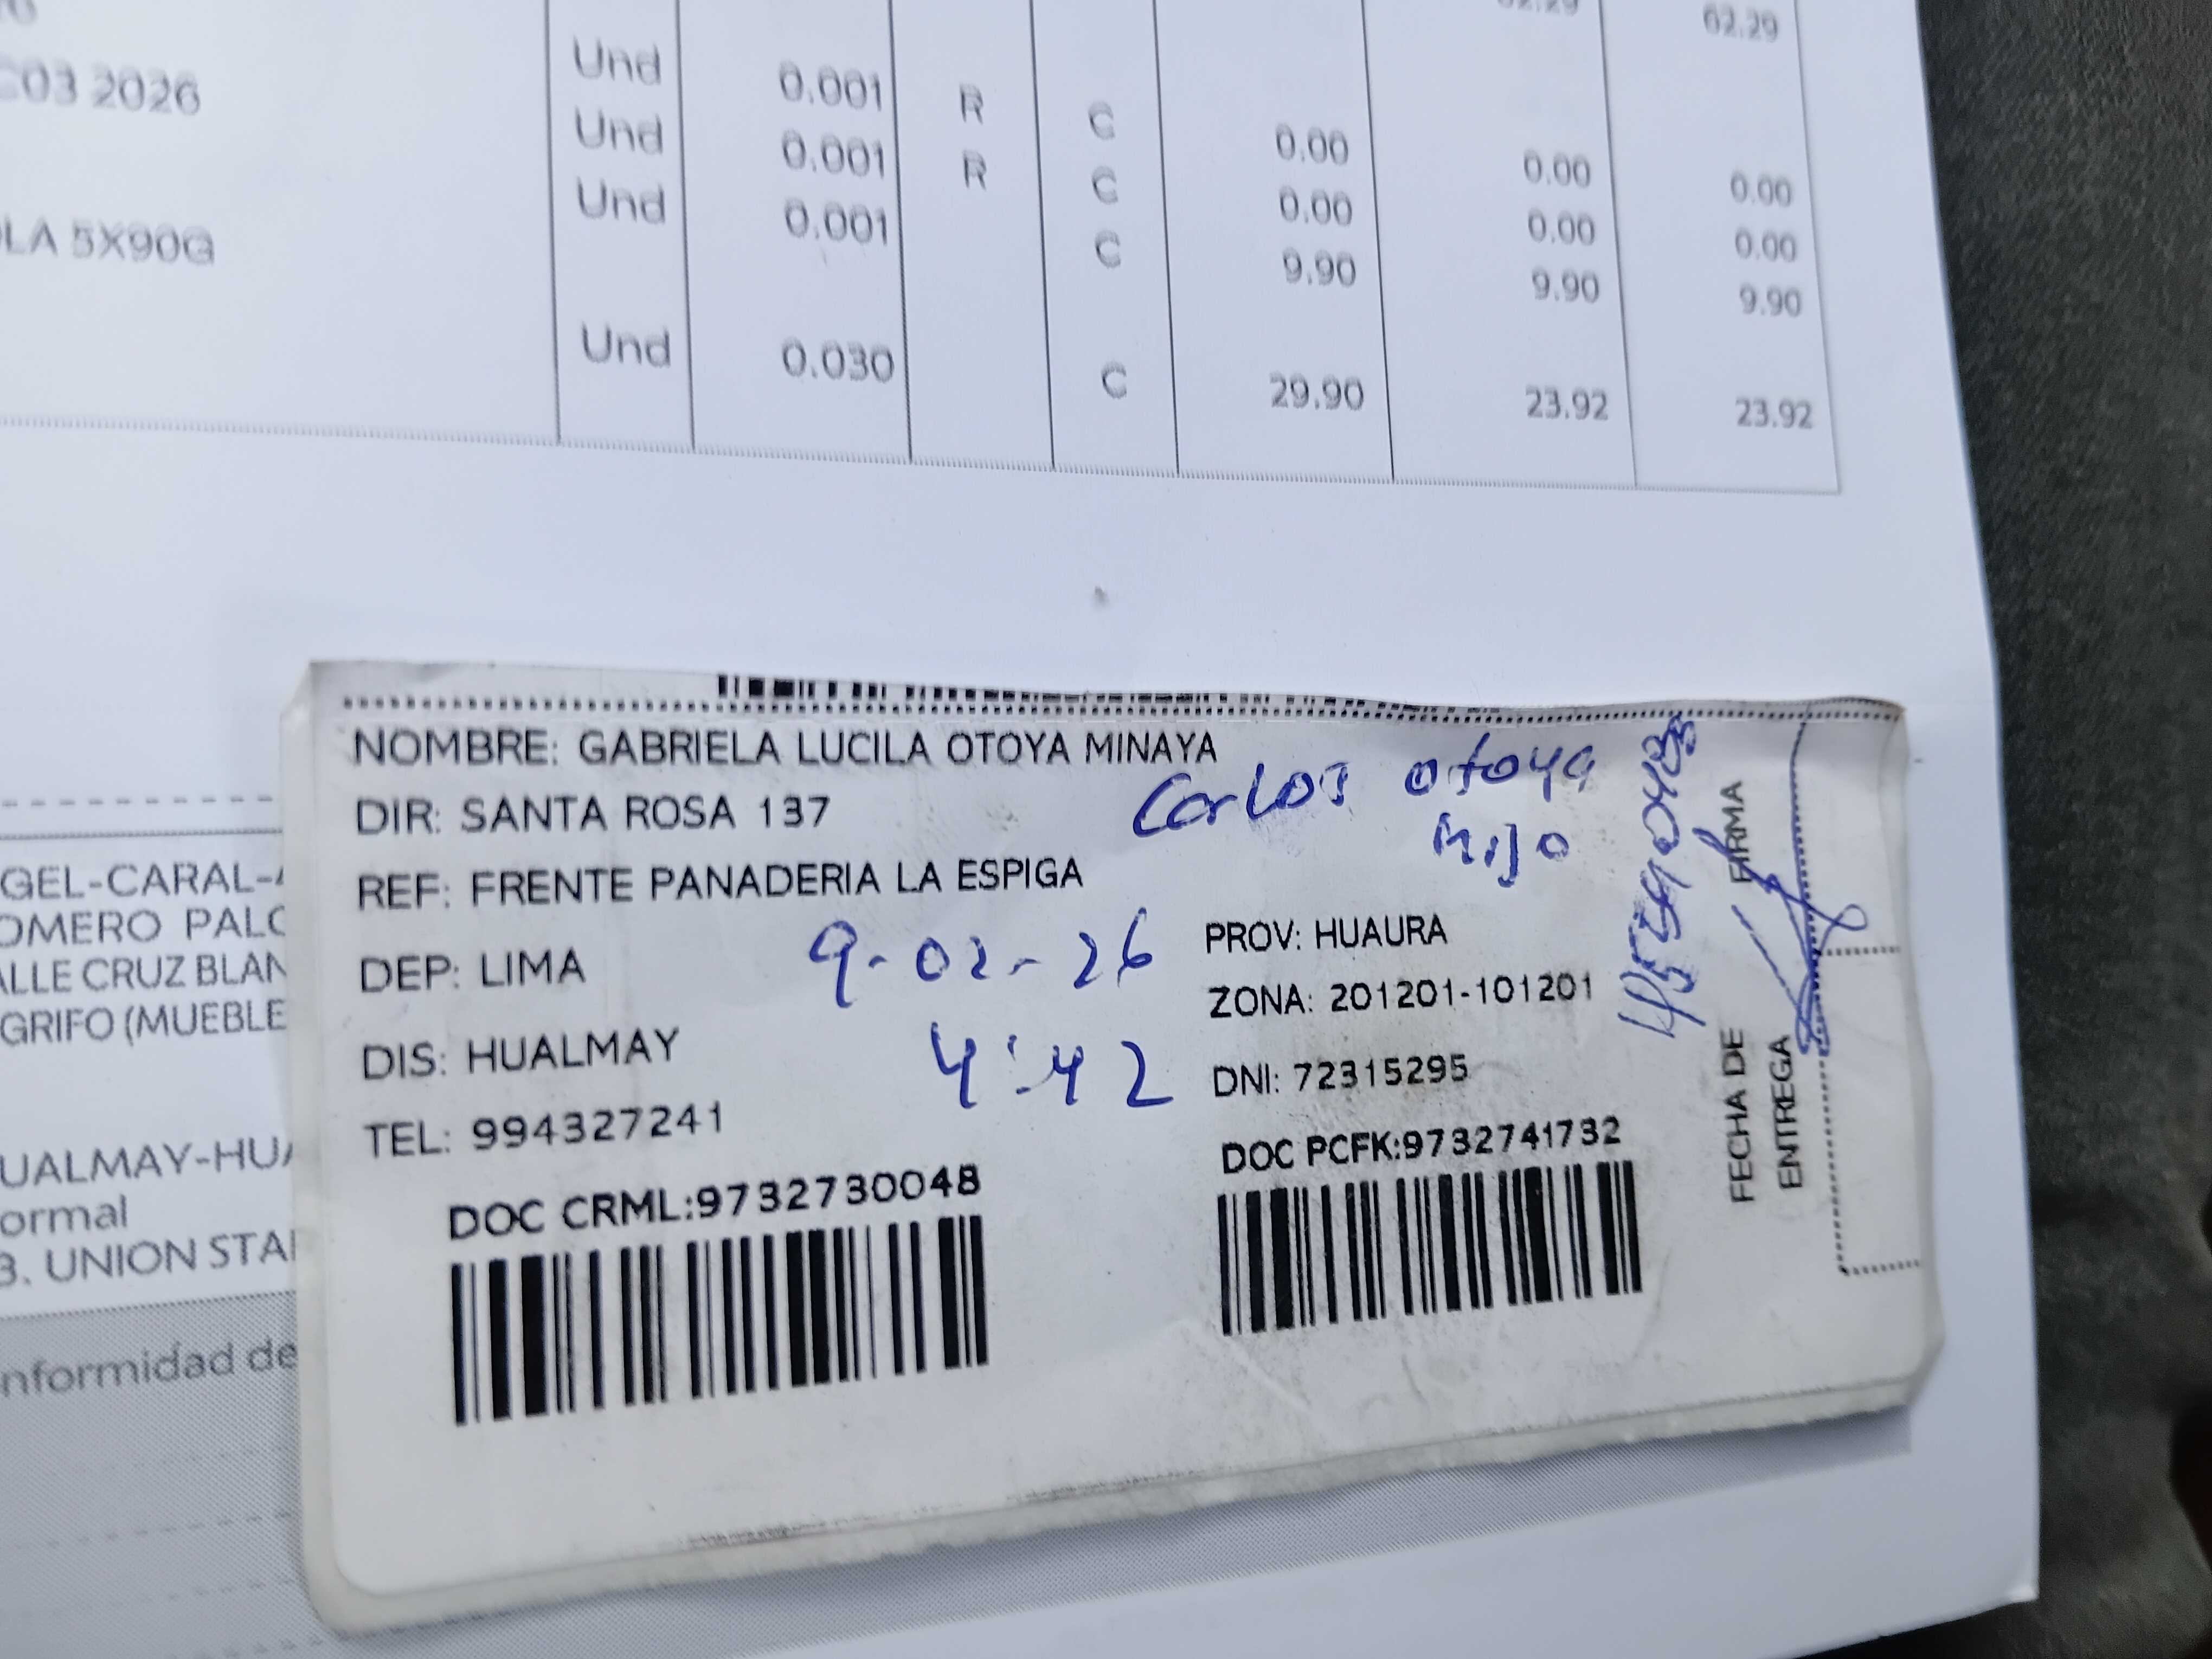 62.29
C03 2026 Und 0.001 R C 0.00 0.00 0.00
Und 0.001 R C 0.00 0.00 0.00
LA 5X90G Und 0.001 C 9.90 9.90 9.90
Und 0.030 C 29.90 23.92 23.92
GEL-CARAL-
OMERO PALO
ALLE CRUZ BLAN
GRIFO (MUEBLE
UALMAY-HUA
ormal
3. UNION STA
nformidad de
NOMBRE: GABRIELA LUCILA OTOYA MINAYA
Carlos otoya
DIR: SANTA ROSA 137
hijo
REF: FRENTE PANADERIA LA ESPIGA
DEP: LIMA
9-02-26
PROV: HUAURA
ZONA: 201201-101201
DIS: HUALMAY
4:42
DNI: 72315295
TEL: 994327241
DOC CRML:9732730048
DOC PCFK:9732741732
FIRMA
FECHA DE
ENTREGA